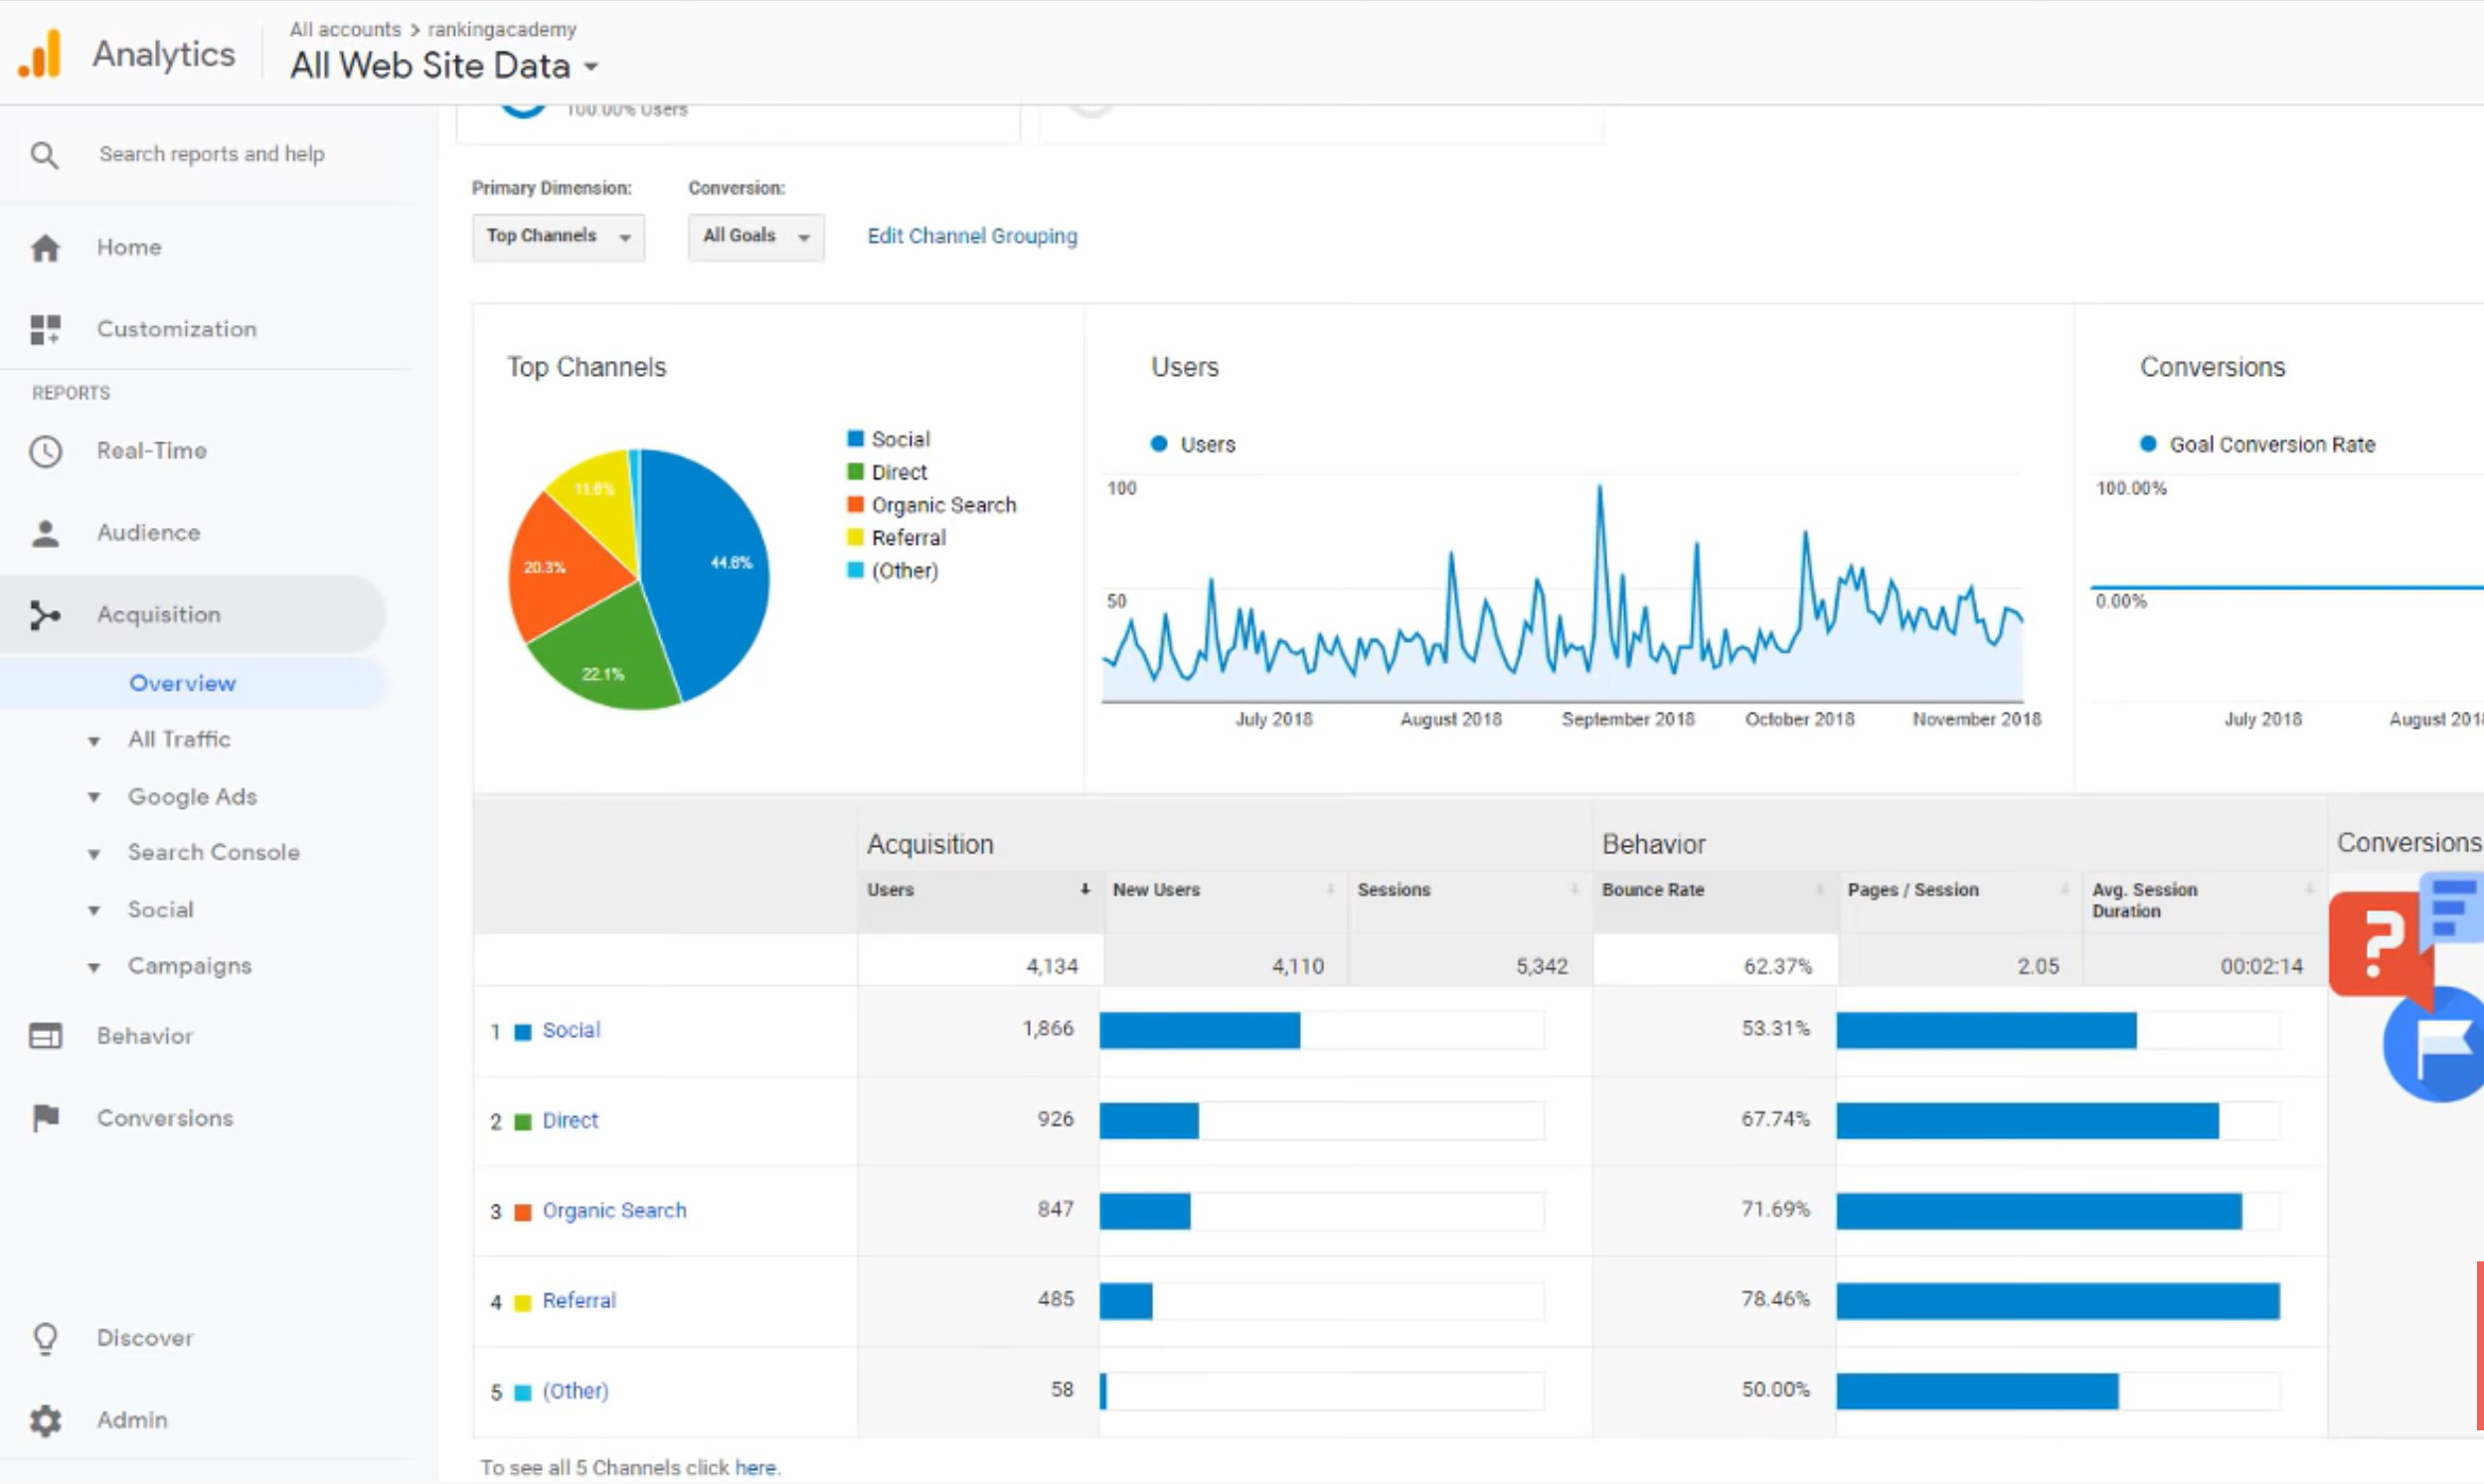 Analytics
All accounts > rankingacademy
All Web Site Data
100.00% Users
Search reports and help
Home
Customization
REPORTS
Real-Time
Audience
Acquisition
Overview
All Traffic
Google Ads
Search Console
Social
Campaigns
Behavior
Conversions
Discover
Admin
Primary Dimension: Conversion:
Top Channels All Goals Edit Channel Grouping
Top Channels
Social
Direct
Organic Search
Referral
(Other)
44.8%
22.1%
20.3%
Users
Users
100
50
July 2018 August 2018 September 2018 October 2018 November 2018
Conversions
Goal Conversion Rate
100.00%
0.00%
July 2018 August 201
Acquisition Behavior Conversions
Users New Users Sessions Bounce Rate Pages / Session Avg. Session
Duration
4,134 4,110 5,342 62.37% 2.05 00:02:14
1 Social 1,866 53.31%
2 Direct 926 67.74%
3 Organic Search 847 71.69%
4 Referral 485 78.46%
5 (Other) 58 50.00%
?
To see all 5 Channels click here.